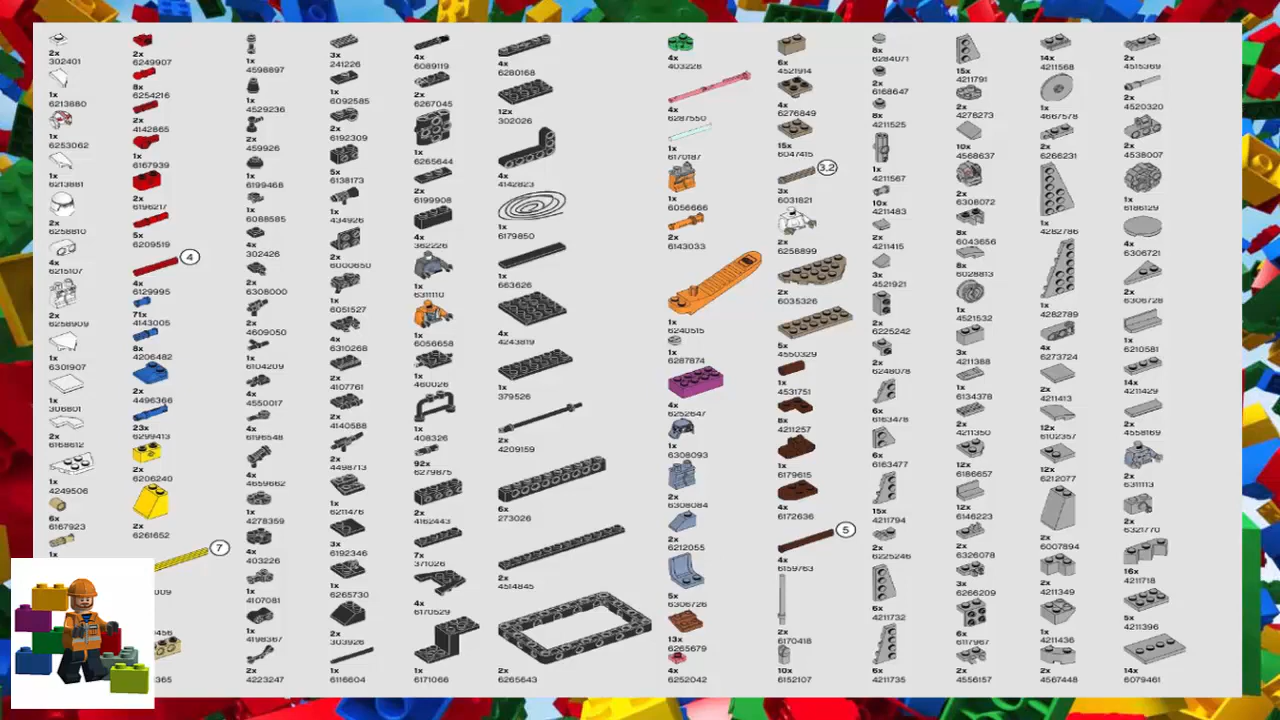 2x
302401
1x
6213880
1x
6253062
1x
6213881
2x
6258810
4x
6215107
2x
6258909
1x
6301907
1x
306801
2x
6168612
1x
4249506
6x
6167923
1x
2x
6249907
8x
6254216
2x
4142865
1x
6167939
2x
6196217
5x
6209519
4
4x
6129995
71x
4143005
8x
4206482
2x
4496366
23x
6299413
2x
6206240
2x
6261652
7
009
456
365
1x
4598897
1x
4529236
2x
459926
1x
6199468
1x
6088585
4x
302426
2x
6308000
2x
4609050
1x
6104209
4x
4550017
4x
6196548
4x
4659662
1x
4278359
4x
403226
1x
4107081
1x
4198367
2x
4223247
3x
241226
1x
6092585
2x
6192309
5x
6138173
1x
434926
2x
6000650
2x
6051527
4x
6310268
2x
4107761
2x
4140588
2x
4498713
1x
6211476
3x
6192346
1x
6265730
2x
303926
1x
6116604
4x
6089119
2x
6267045
1x
6265644
2x
6199908
4x
362226
1x
6311110
1x
6056658
1x
460026
1x
408326
92x
6279875
2x
4162443
7x
371026
4x
6170529
1x
6171066
4x
6280168
12x
302026
4x
4142823
1x
6179850
1x
663626
4x
4243819
1x
379526
2x
4209159
6x
273026
2x
4514845
2x
6265643
4x
403228
4x
6287550
1x
6170187
1x
6056666
2x
6143033
1x
6240515
1x
6287874
4x
6252647
1x
6308093
2x
6308084
2x
6212055
5x
6306726
13x
6265679
4x
6252042
6x
4521914
4x
6276849
15x
6047415
3,2
3x
6031821
2x
6258899
2x
6035326
5x
4550329
1x
4531751
8x
4211257
1x
6179615
4x
6172636
5
4x
6159763
2x
6170418
10x
6152107
8x
6284071
2x
6168647
8x
4211525
1x
4211567
10x
4211483
2x
4211415
3x
4521921
2x
6225242
2x
6248078
6x
6163478
6x
6163477
15x
4211794
2x
6225246
6x
4211732
6x
4211735
15x
4211791
2x
4278273
10x
4568637
2x
6308072
8x
6043656
8x
6028813
1x
4521532
3x
4211388
1x
6134378
2x
4211350
12x
6186657
12x
6146223
2x
6326078
3x
6266209
6x
6117967
2x
4556157
14x
4211568
1x
4667578
2x
6266231
1x
4282786
1x
4282789
4x
6273724
2x
4211413
12x
6102357
12x
6212077
2x
6007894
2x
4211349
1x
4211436
2x
4567448
2x
4515369
2x
4520320
2x
4538007
1x
6186129
4x
6306721
2x
6306728
1x
6210581
14x
4211429
2x
4558169
2x
6311113
2x
6321770
16x
4211718
5x
4211396
14x
6079461